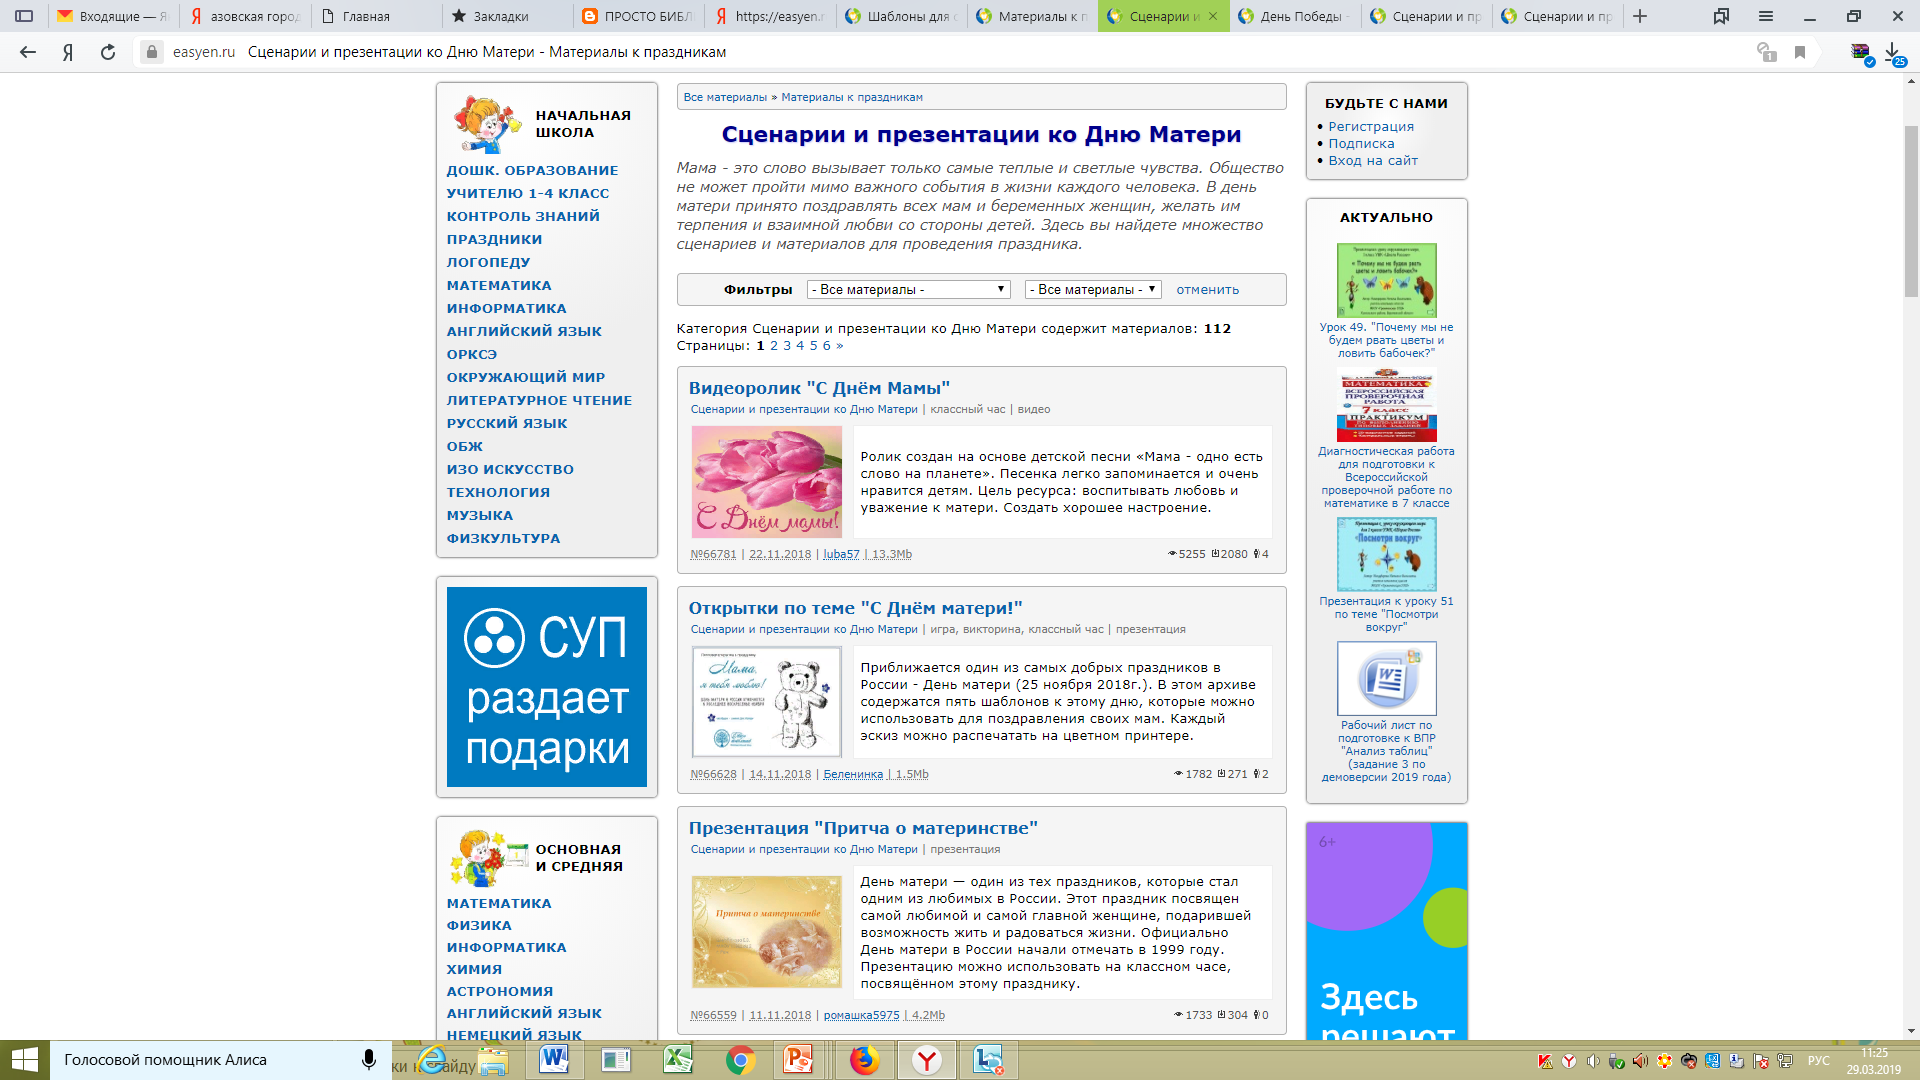 Входящие — Я
азовская город
Главная
Закладки
ПРОСТО БИБЛ
https://easyen.r
Шаблоны для с
Материалы к п
Сценарии и
День Победы -
Сценарии и пр
Сценарии и пр
easyen.ru Сценарии и презентации ко Дню Матери - Материалы к праздникам
1
25
НАЧАЛЬНАЯ
ШКОЛА
ДОШК. ОБРАЗОВАНИЕ
УЧИТЕЛЮ 1-4 КЛАСС
КОНТРОЛЬ ЗНАНИЙ
ПРАЗДНИКИ
ЛОГОПЕДУ
МАТЕМАТИКА
ИНФОРМАТИКА
АНГЛИЙСКИЙ ЯЗЫК
ОРКСЭ
ОКРУЖАЮЩИЙ МИР
ЛИТЕРАТУРНОЕ ЧТЕНИЕ
РУССКИЙ ЯЗЫК
ОБЖ
ИЗО ИСКУССТВО
ТЕХНОЛОГИЯ
МУЗЫКА
ФИЗКУЛЬТУРА
СУП
раздает
подарки
ОСНОВНАЯ
И СРЕДНЯЯ
МАТЕМАТИКА
ФИЗИКА
ИНФОРМАТИКА
ХИМИЯ
АСТРОНОМИЯ
АНГЛИЙСКИЙ ЯЗЫК
НЕМЕЦКИЙ ЯЗЫК
Все материалы » Материалы к праздникам
Сценарии и презентации ко Дню Матери
Мама - это слово вызывает только самые теплые и светлые чувства. Общество
не может пройти мимо важного события в жизни каждого человека. В день
матери принято поздравлять всех мам и беременных женщин, желать им
терпения и взаимной любви со стороны детей. Здесь вы найдете множество
сценариев и материалов для проведения праздника.
Фильтры - Все материалы - - Все материалы - отменить
Категория Сценарии и презентации ко Дню Матери содержит материалов: 112
Страницы: 1 2 3 4 5 6 »
Видеоролик "С Днём Мамы"
Сценарии и презентации ко Дню Матери | классный час | видео
С Днём мамы!
Ролик создан на основе детской песни «Мама - одно есть
слово на планете». Песенка легко запоминается и очень
нравится детям. Цель ресурса: воспитывать любовь и
уважение к матери. Создать хорошее настроение.
№66781 | 22.11.2018 | luba57 | 13.3Mb 5255 2080 4
Открытки по теме "С Днём матери!"
Сценарии и презентации ко Дню Матери | игра, викторина, классный час | презентация
Мама,
я тебя люблю!
Приближается один из самых добрых праздников в
России - День матери (25 ноября 2018г.). В этом архиве
содержатся пять шаблонов к этому дню, которые можно
использовать для поздравления своих мам. Каждый
эскиз можно распечатать на цветном принтере.
№66628 | 14.11.2018 | Беленинка | 1.5Mb 1782 271 2
Презентация "Притча о материнстве"
Сценарии и презентации ко Дню Матери | презентация
Притча о материнстве
День матери — один из тех праздников, которые стал
одним из любимых в России. Этот праздник посвящен
самой любимой и самой главной женщине, подарившей
возможность жить и радоваться жизни. Официально
День матери в России начали отмечать в 1999 году.
Презентацию можно использовать на классном часе,
посвящённом этому празднику.
№66559 | 11.11.2018 | ромашка5975 | 4.2Mb 1733 304 0
БУДЬТЕ С НАМИ
• Регистрация
• Подписка
• Вход на сайт
АКТУАЛЬНО
«Почему мы не будем рвать
цветы и ловить бабочек?»
Урок 49. "Почему мы не
будем рвать цветы и
ловить бабочек?"
МАТЕМАТИКА
ВСЕРОССИЙСКАЯ
ПРОВЕРОЧНАЯ
РАБОТА
7 КЛАСС
ПРАКТИКУМ
Диагностическая работа
для подготовки к
Всероссийской
проверочной работе по
математике в 7 классе
«Посмотри вокруг»
Презентация к уроку 51
по теме "Посмотри
вокруг"
Рабочий лист по
подготовке к ВПР
"Анализ таблиц"
(задание 3 по
демоверсии 2019 года)
6+
Здесь
решают
Голосовой помощник Алиса
РУС
11:25
29.03.2019